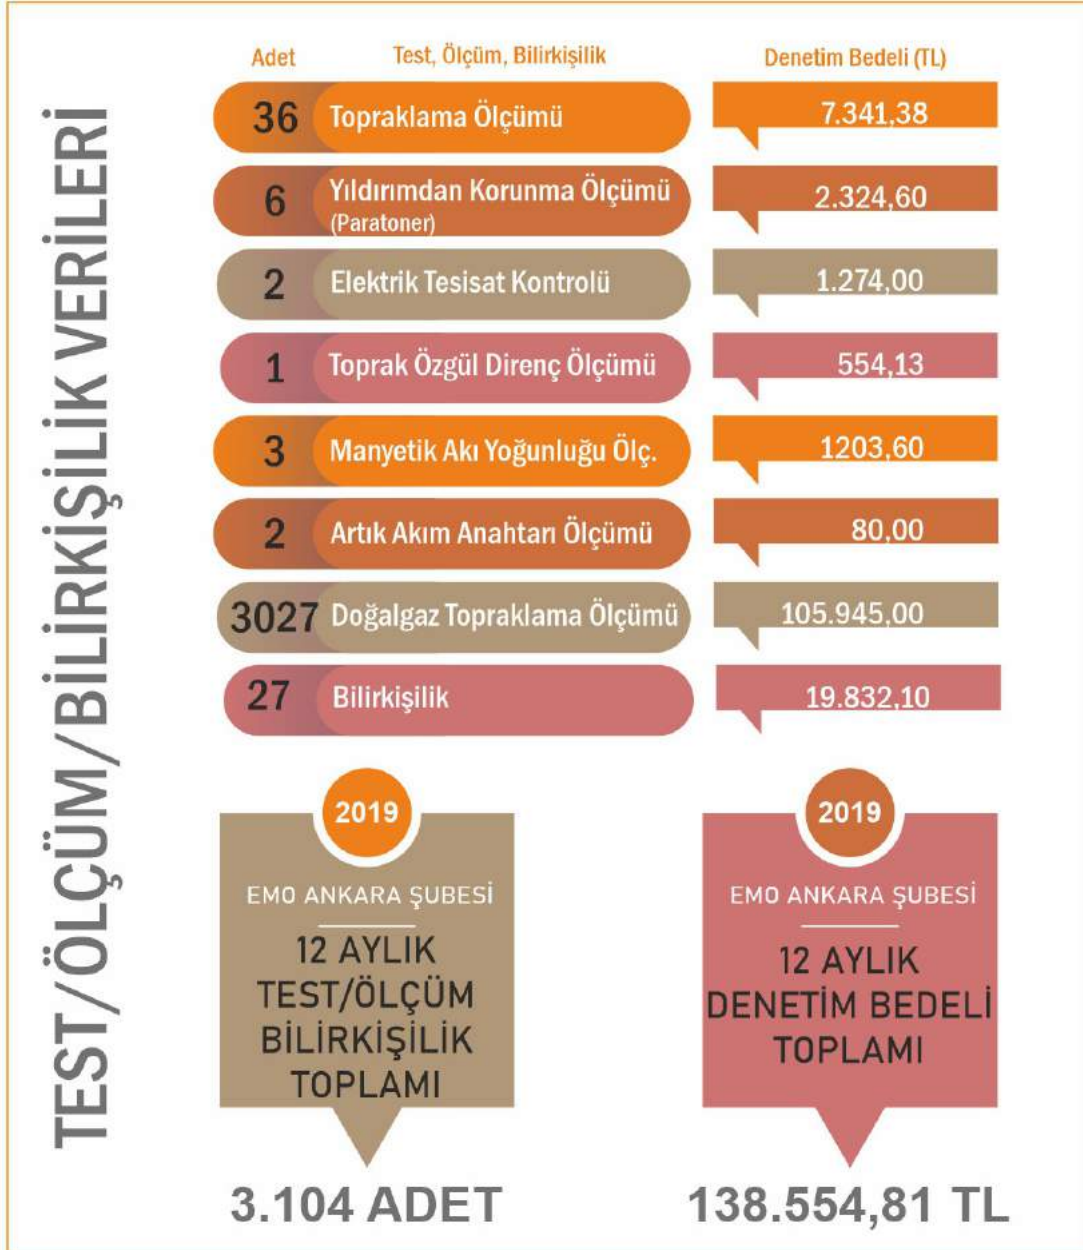 TEST/ÖLÇÜM/BİLİRKİŞİLİK VERİLERİ
Adet Test, Ölçüm, Bilirkişilik Denetim Bedeli (TL)
36 Topraklama Ölçümü 7.341,38
6 Yıldırımdan Korunma Ölçümü 2.324,60
(Paratoner)
2 Elektrik Tesisat Kontrolü 1.274,00
1 Toprak Özgül Direnç Ölçümü 554,13
3 Manyetik Akı Yoğunluğu Ölç. 1203,60
2 Artık Akım Anahtarı Ölçümü 80,00
3027 Doğalgaz Topraklama Ölçümü 105.945,00
27 Bilirkişilik 19.832,10
2019
EMO ANKARA ŞUBESİ
12 AYLIK
TEST/ÖLÇÜM
BİLİRKİŞİLİK
TOPLAMI
3.104 ADET
2019
EMO ANKARA ŞUBESİ
12 AYLIK
DENETİM BEDELİ
TOPLAMI
138.554,81 TL